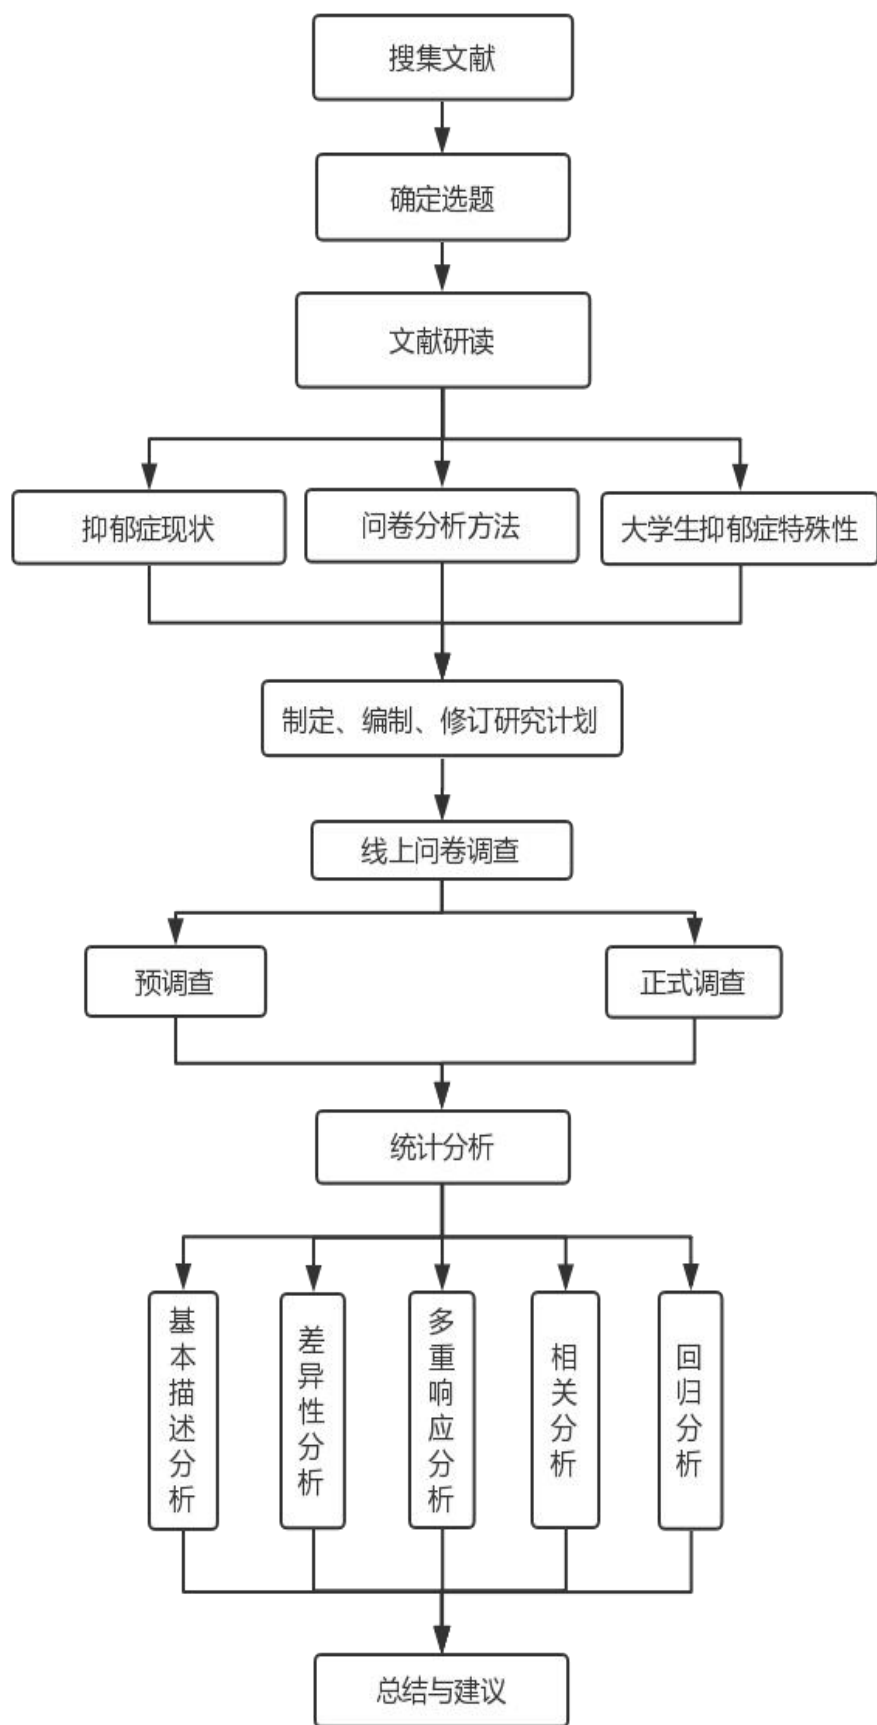 搜集文献
确定选题
文献研读
抑郁症现状
问卷分析方法
大学生抑郁症特殊性
制定、编制、修订研究计划
线上问卷调查
预调查
正式调查
统计分析
基本描述分析
差异性分析
多重响应分析
相关分析
回归分析
总结与建议